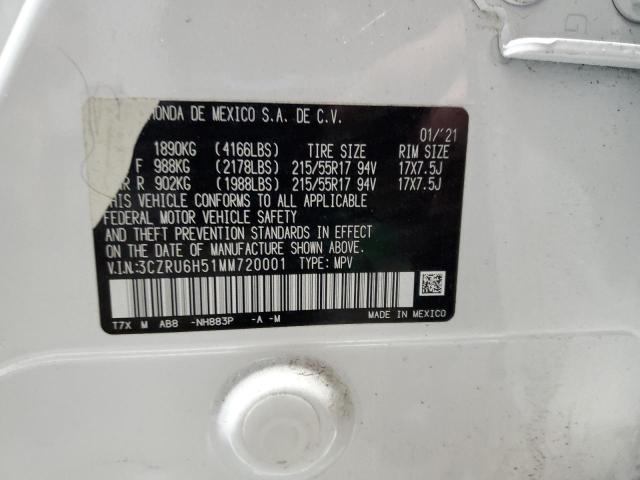 HONDA DE MEXICO S.A. DE C.V.
01/'21
1890KG (4166LBS) TIRE SIZE RIM SIZE
F 988KG (2178LBS) 215/55R17 94V 17X7.5J
R R 902KG (1988LBS) 215/55R17 94V 17X7.5J
THIS VEHICLE CONFORMS TO ALL APPLICABLE
FEDERAL MOTOR VEHICLE SAFETY
AND THEFT PREVENTION STANDARDS IN EFFECT
ON THE DATE OF MANUFACTURE SHOWN ABOVE.
V.I.N.:3CZRU6H51MM720001 TYPE: MPV
T7X M AB8 -NH883P -A -M
MADE IN MEXICO